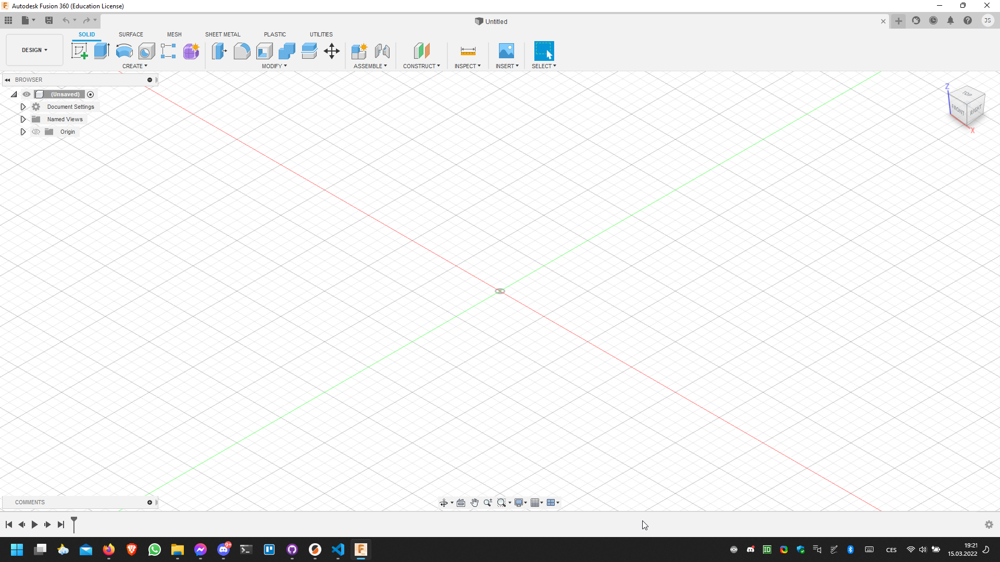 Autodesk Fusion 360 (Education License)
Untitled
JS
DESIGN
SOLID
SURFACE
MESH
SHEET METAL
PLASTIC
UTILITIES
CREATE
MODIFY
ASSEMBLE
CONSTRUCT
INSPECT
INSERT
SELECT
BROWSER
(Unsaved)
Document Settings
Named Views
Origin
Z
TOP
FRONT
RIGHT
X
COMMENTS
9+
ID
CES
19:21
15.03.2022